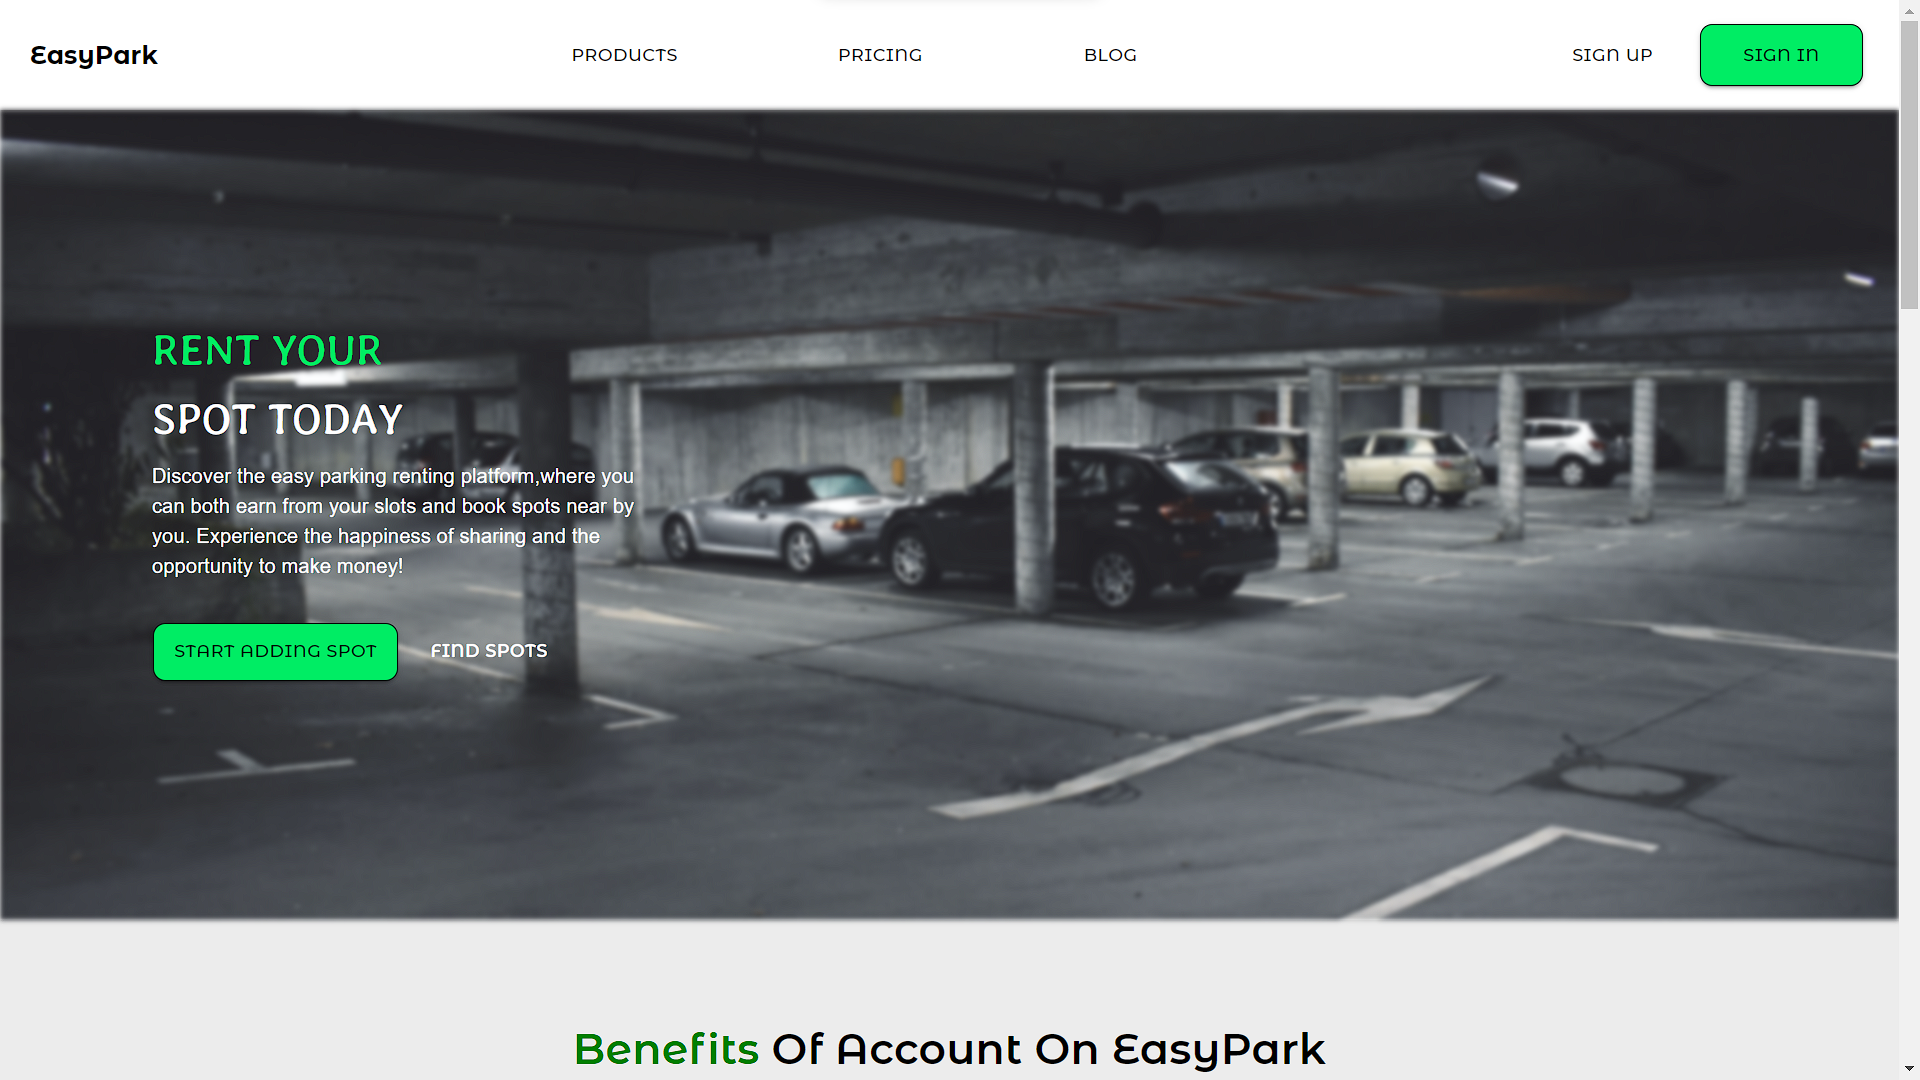 EasyPark
PRODUCTS
PRICING
BLOG
SIGN UP
SIGN IN
RENT YOUR
SPOT TODAY
Discover the easy parking renting platform,where you
can both earn from your slots and book spots near by
you. Experience the happiness of sharing and the
opportunity to make money!
START ADDING SPOT
FIND SPOTS
Benefits Of Account On EasyPark